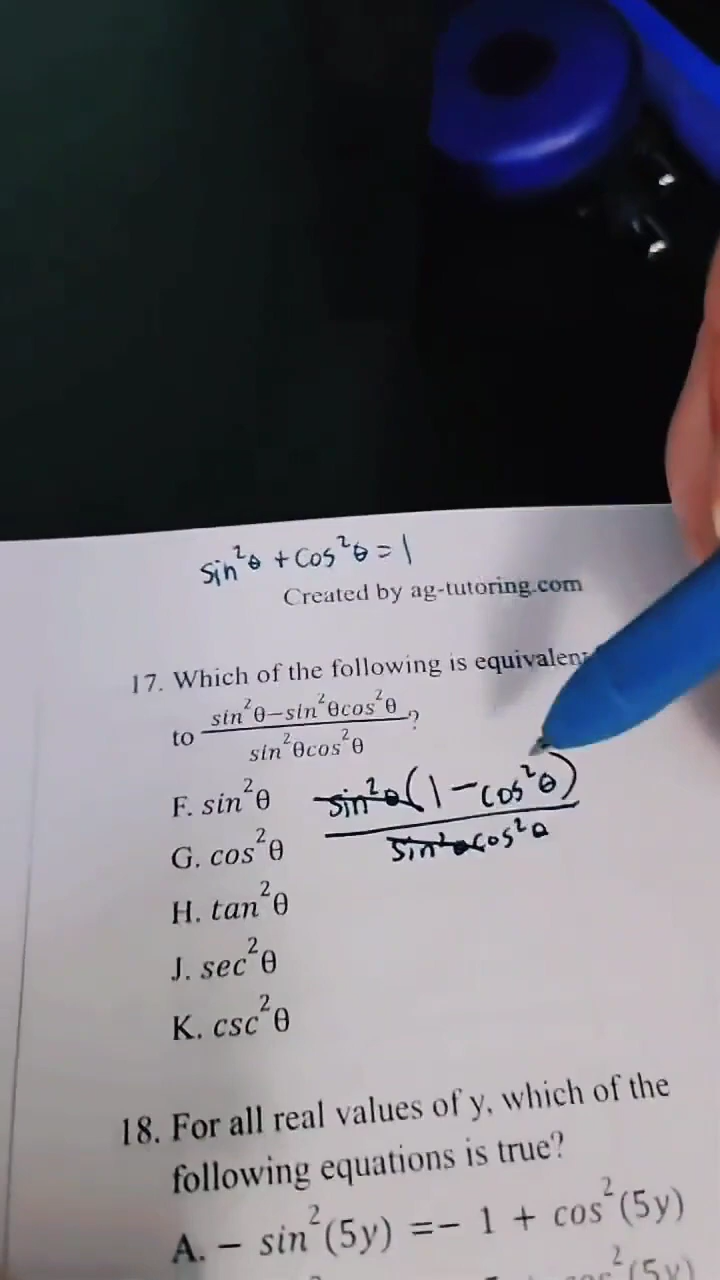 sin²θ + cos²θ = 1
Created by ag-tutoring.com
17. Which of the following is
to (sin²θ−sin²θcos²θ)/(sin²θcos²θ)?
F. sin²θ
sin²θ(1 − cos²θ)/(sin²θcos²θ)
G. cos²θ
H. tan²θ
J. sec²θ
K. csc²θ
18. For all real values of y, which of the
following equations is true?
A. − sin²(5y) =− 1 + cos²(5y)